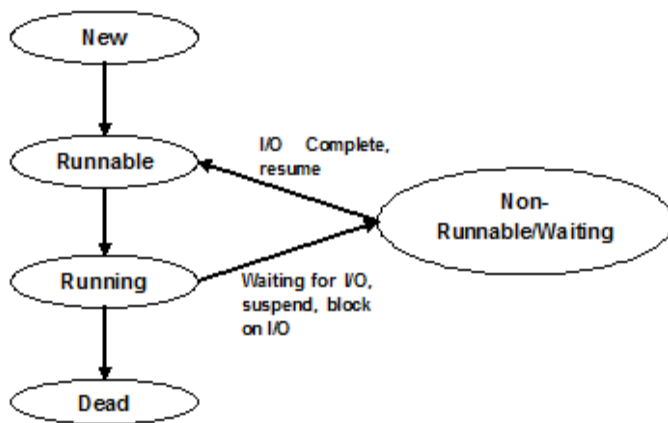 New
I/O Complete,
resume
Runnable
Non-
Runnable/Waiting
Running
Waiting for I/O,
suspend, block
on I/O
Dead